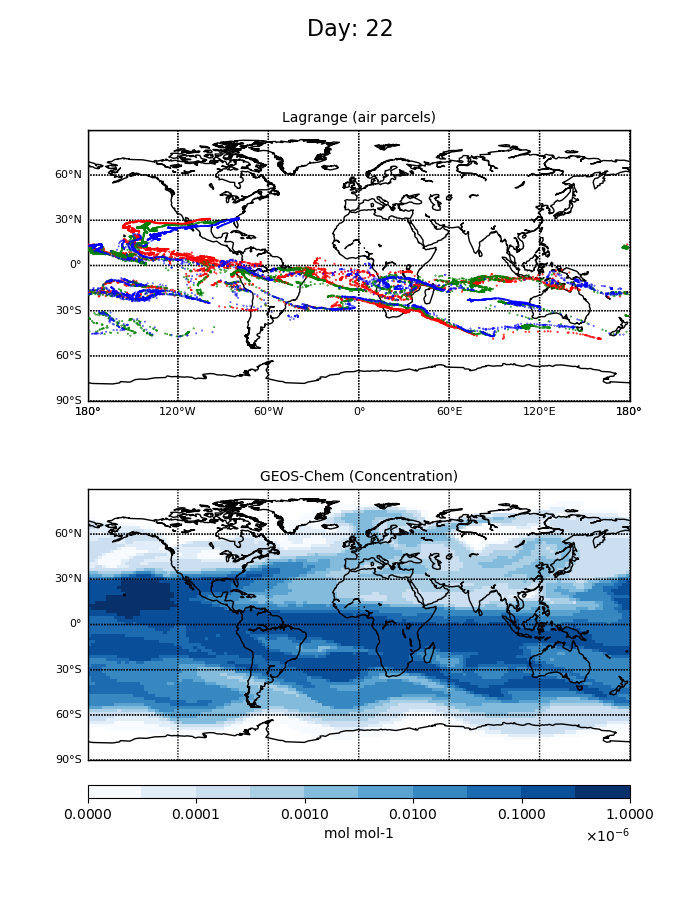 Day: 22
Lagrange (air parcels)
60°N
30°N
0°
30°S
60°S
90°S
180° 120°W 60°W 0° 60°E 120°E 180°
GEOS-Chem (Concentration)
60°N
30°N
0°
30°S
60°S
90°S
0.0000 0.0001 0.0010 0.0100 0.1000 1.0000
mol mol-1 ×10⁻⁶